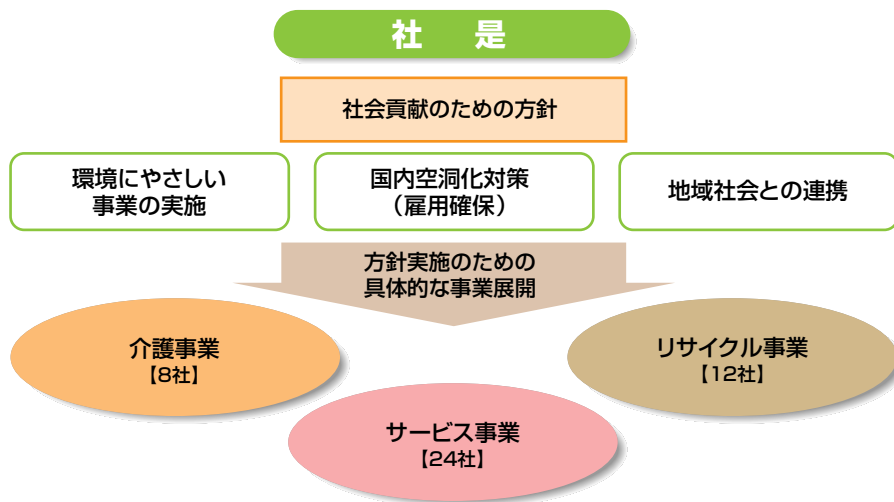 社 是
社会貢献のための方針
環境にやさしい
事業の実施
国内空洞化対策
（雇用確保）
地域社会との連携
方針実施のための
具体的な事業展開
介護事業
【8社】
リサイクル事業
【12社】
サービス事業
【24社】